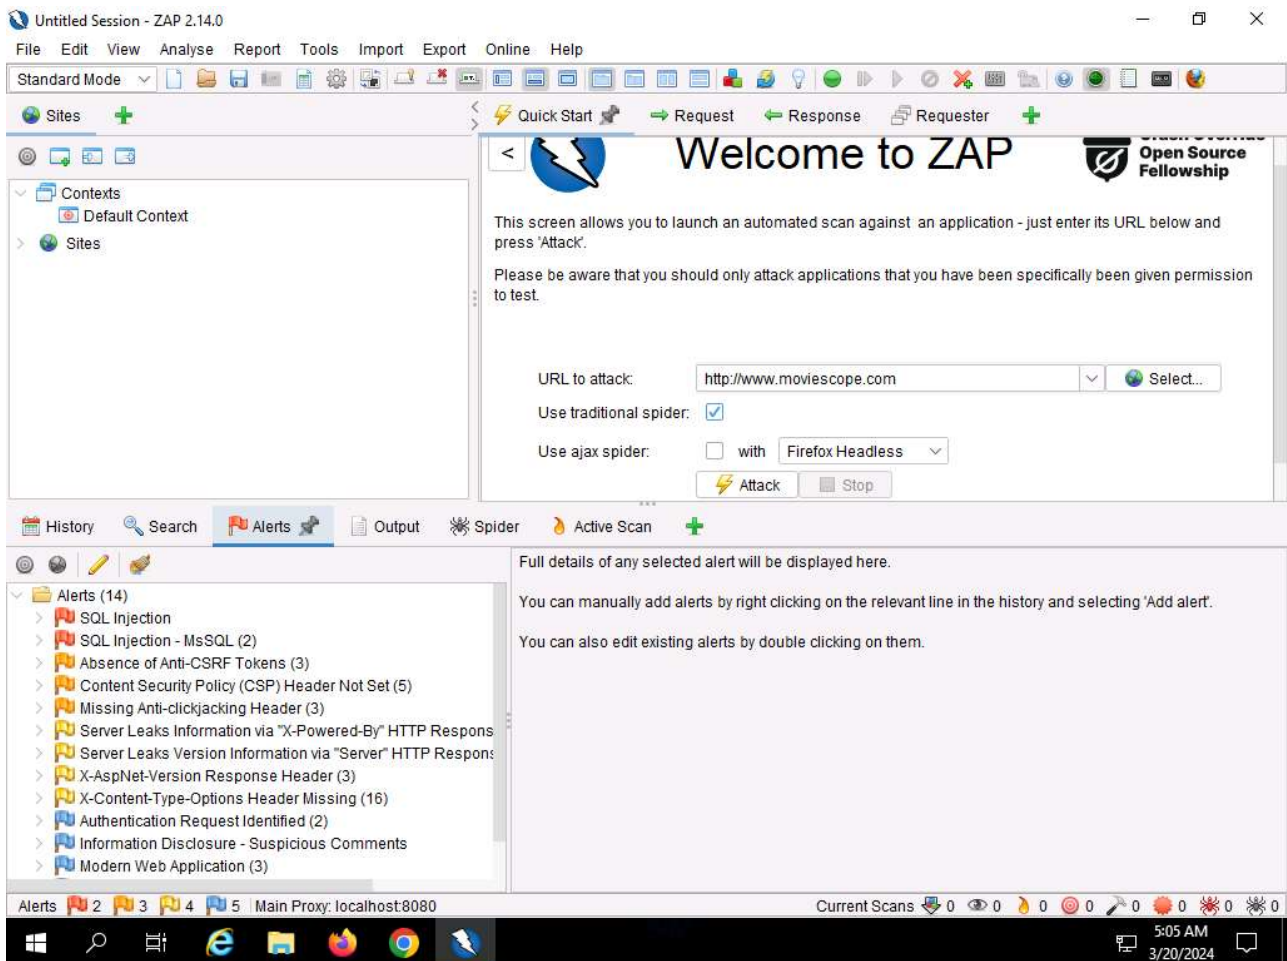 Untitled Session - ZAP 2.14.0
File Edit View Analyse Report Tools Import Export Online Help
Standard Mode
Sites
Quick Start Request Response Requester
< Welcome to ZAP
Crash Override
Open Source
Fellowship
Contexts
Default Context
Sites
This screen allows you to launch an automated scan against an application - just enter its URL below and
press 'Attack'.
Please be aware that you should only attack applications that you have been specifically been given permission
to test.
URL to attack: http://www.moviescope.com Select...
Use traditional spider:
Use ajax spider: with Firefox Headless
Attack Stop
History Search Alerts Output Spider Active Scan
Full details of any selected alert will be displayed here.
You can manually add alerts by right clicking on the relevant line in the history and selecting 'Add alert'.
You can also edit existing alerts by double clicking on them.
Alerts (14)
SQL Injection
SQL Injection - MsSQL (2)
Absence of Anti-CSRF Tokens (3)
Content Security Policy (CSP) Header Not Set (5)
Missing Anti-clickjacking Header (3)
Server Leaks Information via "X-Powered-By" HTTP Respons
Server Leaks Version Information via "Server" HTTP Respons
X-AspNet-Version Response Header (3)
X-Content-Type-Options Header Missing (16)
Authentication Request Identified (2)
Information Disclosure - Suspicious Comments
Modern Web Application (3)
Alerts 2 3 4 5 Main Proxy: localhost:8080 Current Scans 0 0 0 0 0 0 0 0
5:05 AM
3/20/2024